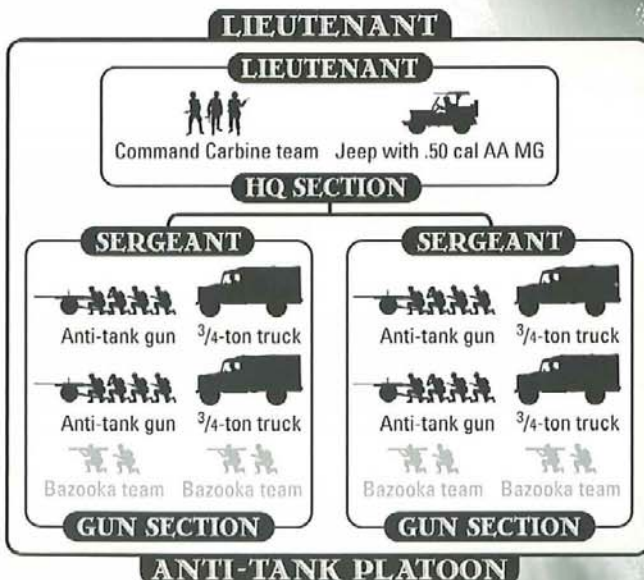 LIEUTENANT
LIEUTENANT
Command Carbine team Jeep with .50 cal AA MG
HQ SECTION
SERGEANT
Anti-tank gun 3/4-ton truck
Anti-tank gun 3/4-ton truck
Bazooka team Bazooka team
GUN SECTION
SERGEANT
Anti-tank gun 3/4-ton truck
Anti-tank gun 3/4-ton truck
Bazooka team Bazooka team
GUN SECTION
ANTI-TANK PLATOON